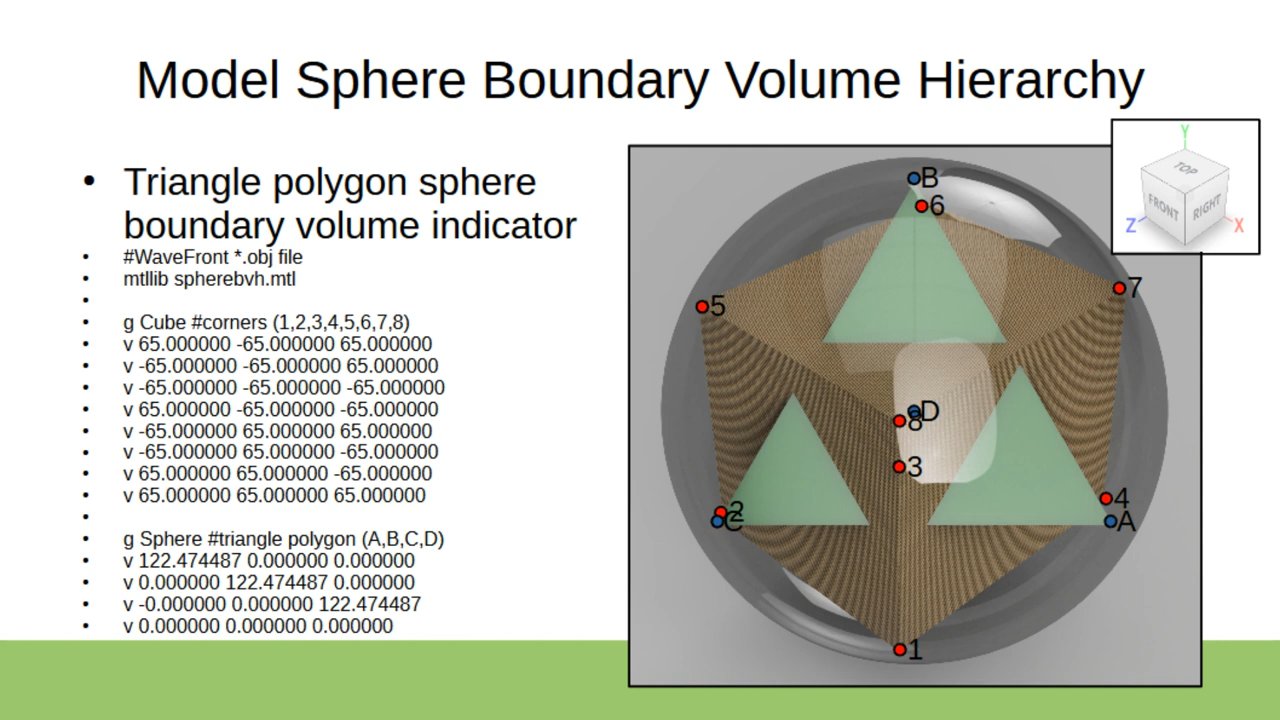 Model Sphere Boundary Volume Hierarchy
• Triangle polygon sphere
boundary volume indicator
• #WaveFront *.obj file
• mtllib spherebvh.mtl
•
• g Cube #corners (1,2,3,4,5,6,7,8)
• v 65.000000 -65.000000 65.000000
• v -65.000000 -65.000000 65.000000
• v -65.000000 -65.000000 -65.000000
• v 65.000000 -65.000000 -65.000000
• v -65.000000 65.000000 65.000000
• v -65.000000 65.000000 -65.000000
• v 65.000000 65.000000 -65.000000
• v 65.000000 65.000000 65.000000
•
• g Sphere #triangle polygon (A,B,C,D)
• v 122.474487 0.000000 0.000000
• v 0.000000 122.474487 0.000000
• v -0.000000 0.000000 122.474487
• v 0.000000 0.000000 0.000000
Y
TOP
FRONT
RIGHT
Z
X
B
6
7
5
D
8
3
4
2
C
A
1